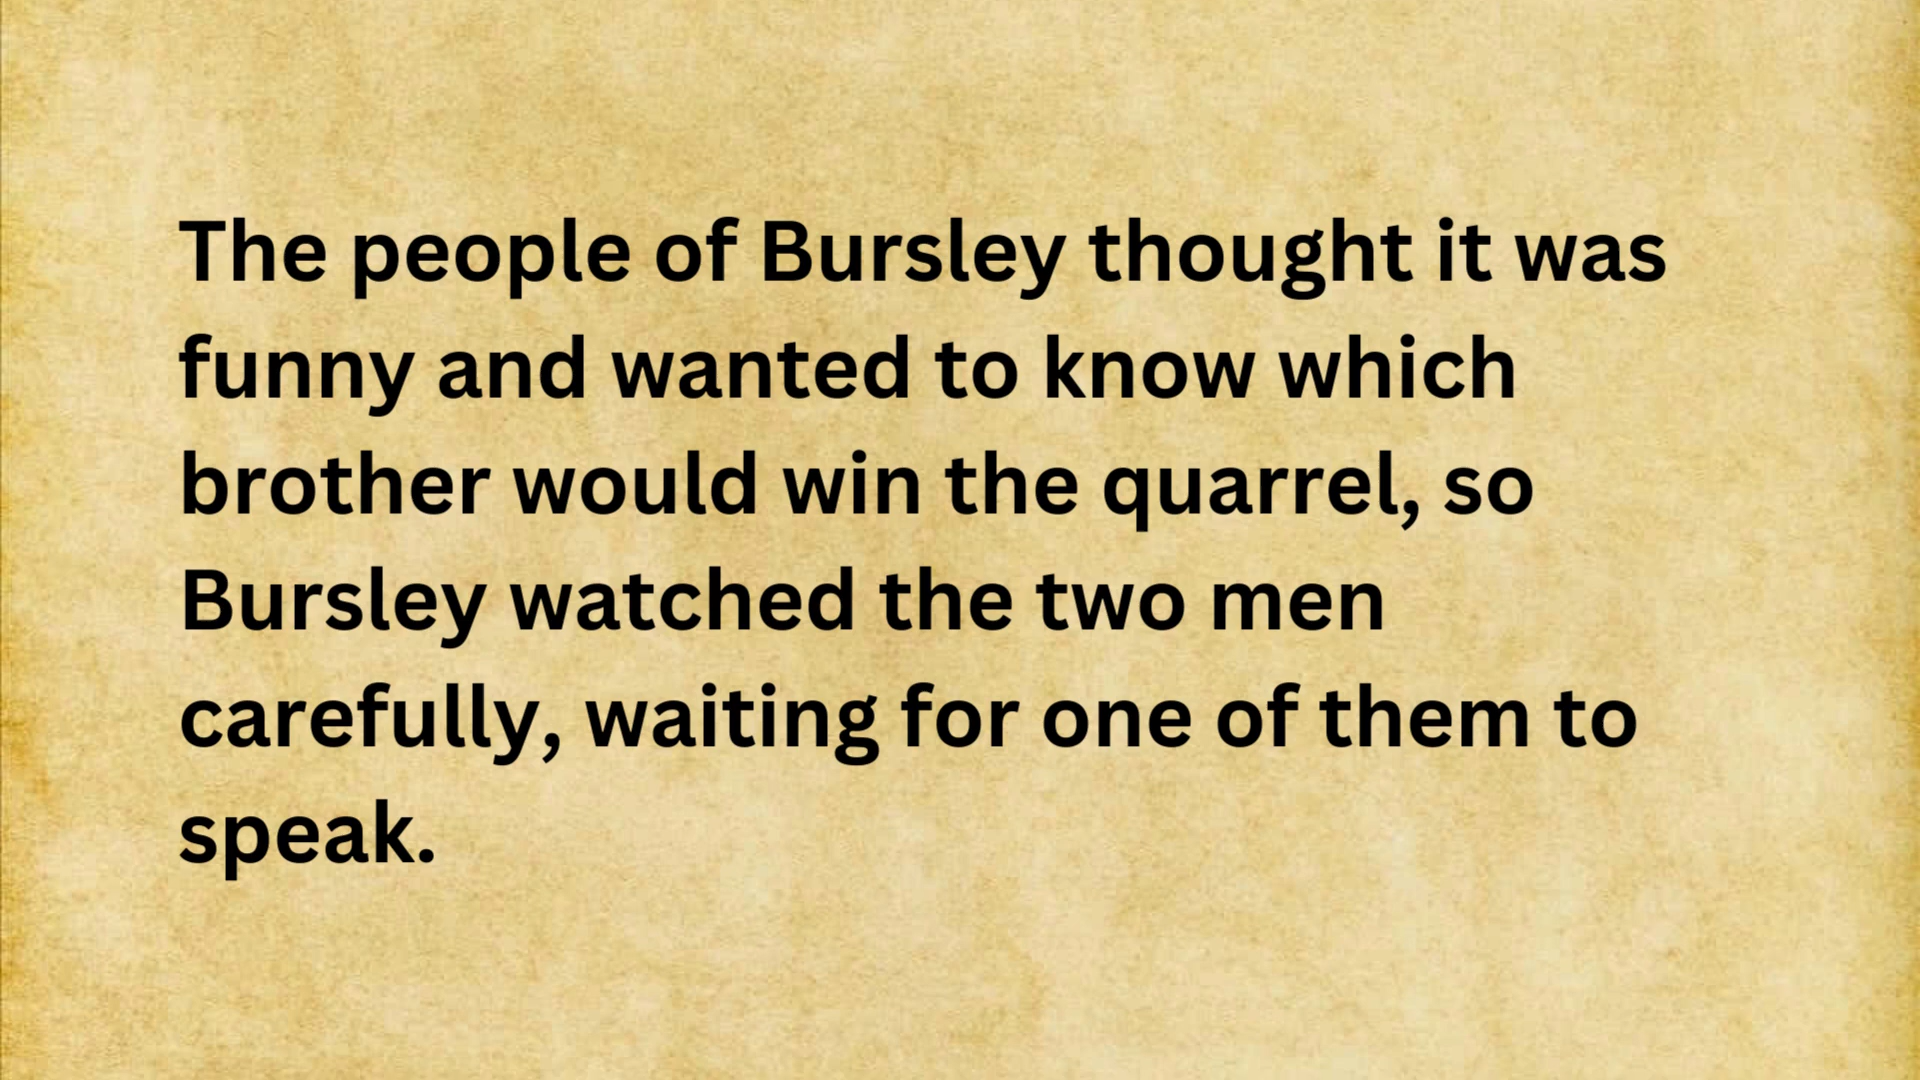 The people of Bursley thought it was
funny and wanted to know which
brother would win the quarrel, so
Bursley watched the two men
carefully, waiting for one of them to
speak.